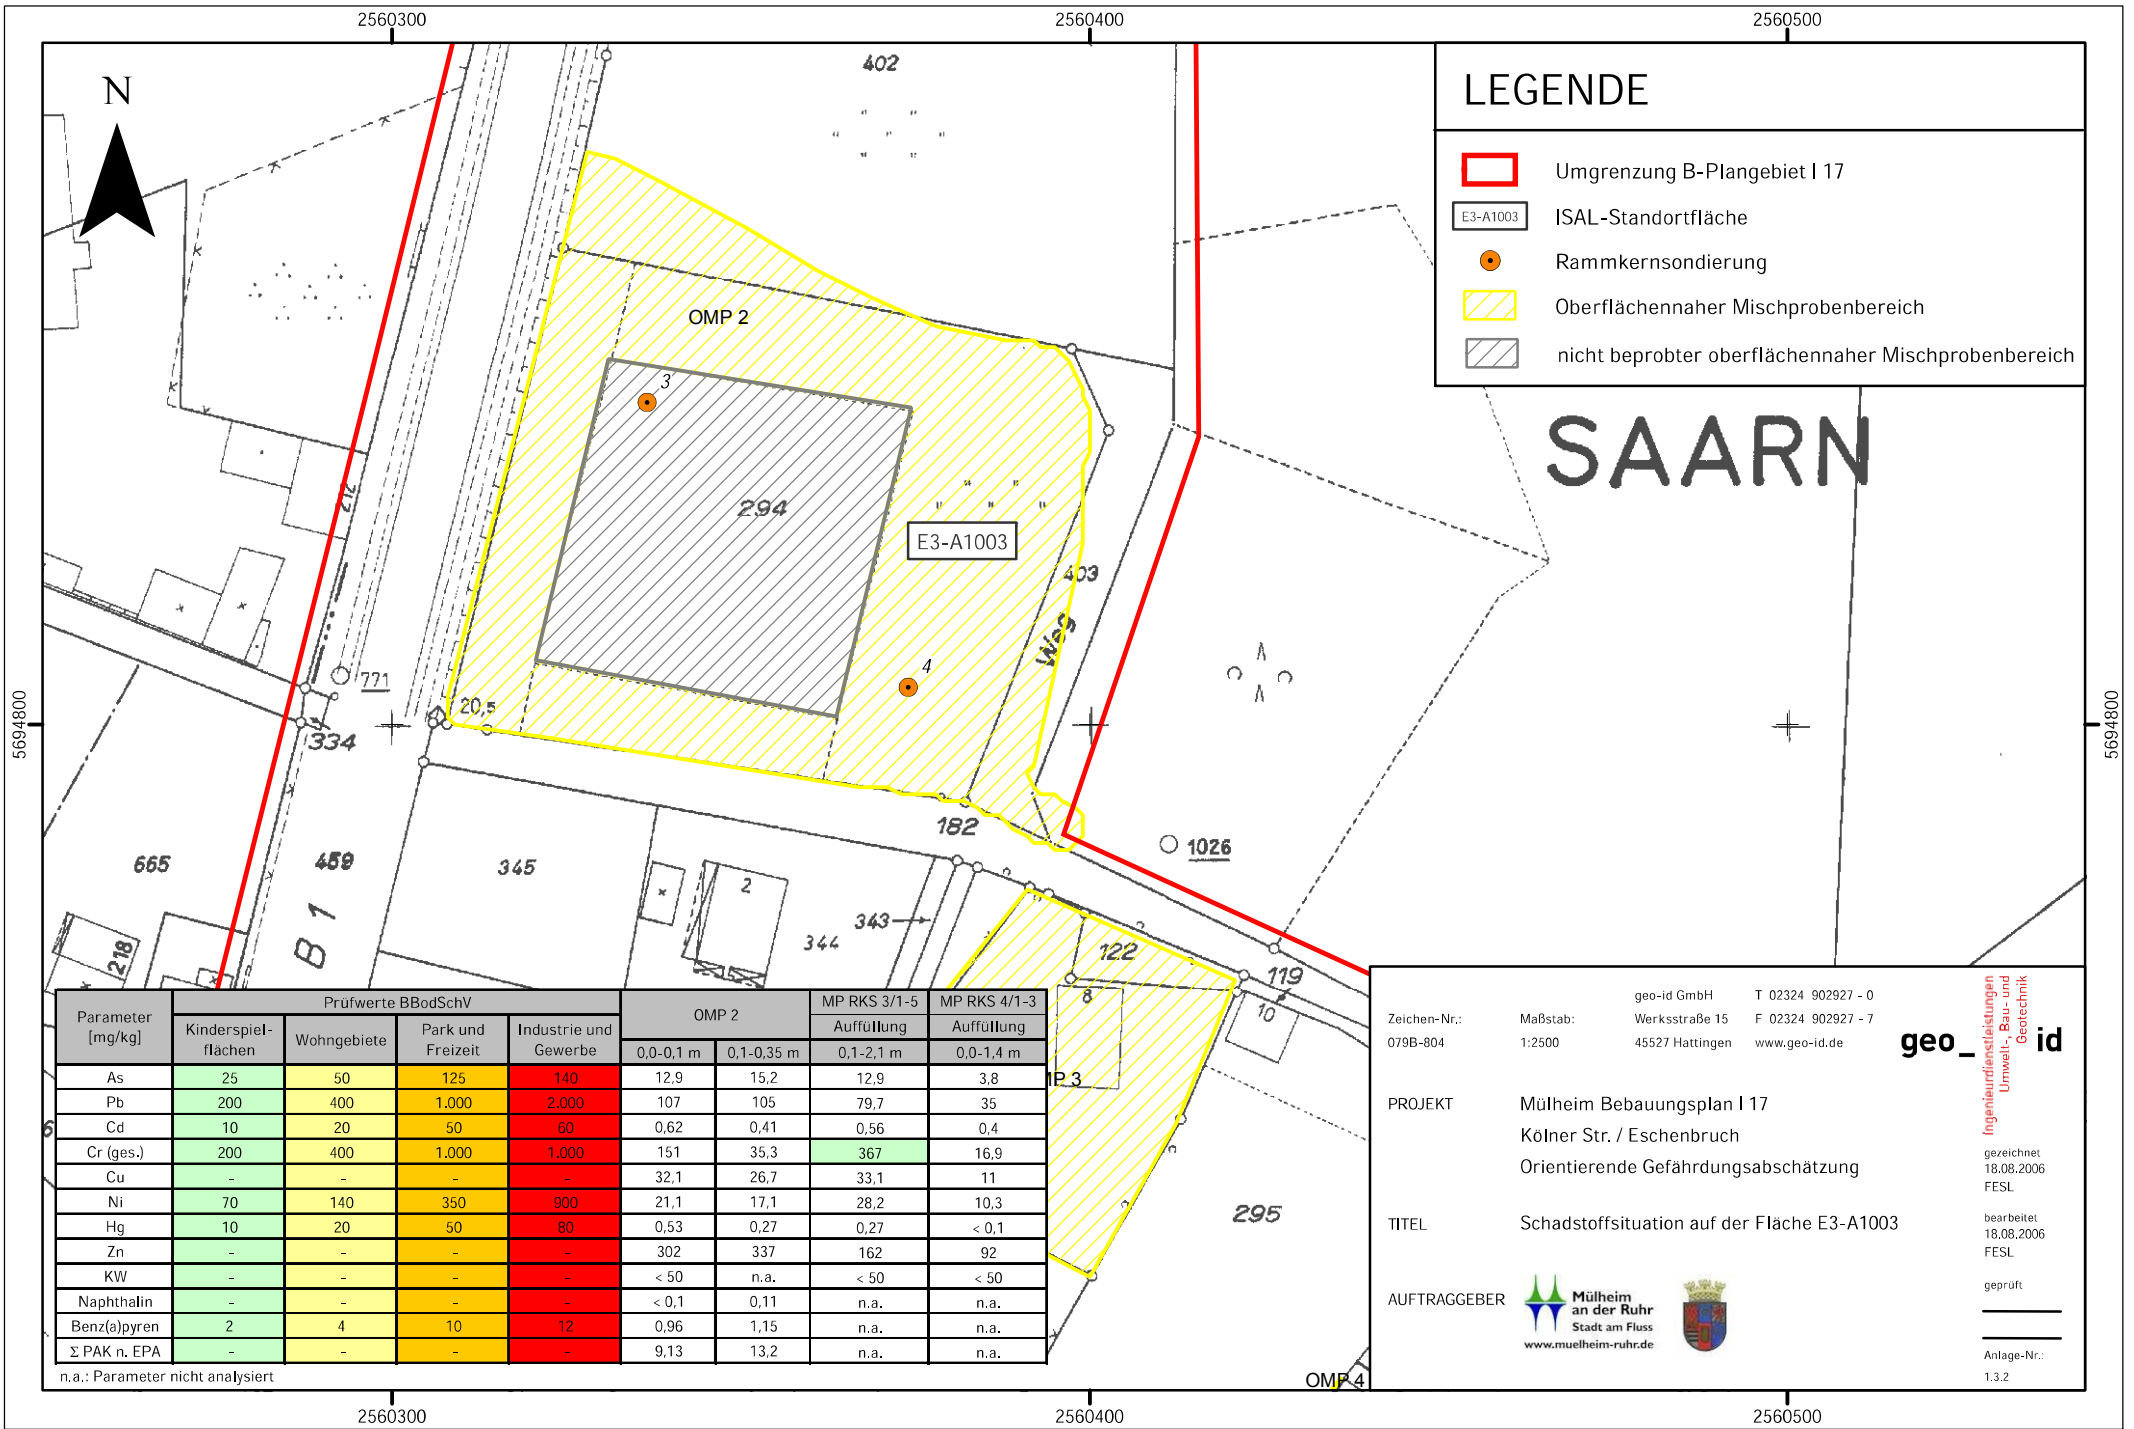 2560300
2560400
2560500
N
402
LEGENDE
Umgrenzung B-Plangebiet I 17
E3-A1003
ISAL-Standortfläche
Rammkernsondierung
Oberflächennaher Mischprobenbereich
nicht beprobter oberflächennaher Mischprobenbereich
OMP 2
3
SAARN
212
294
E3-A1003
403
Weg
4
771
20,5
5694800
5694800
334
182
1026
665
459
345
2
343
344
B 1
218
122
119
8
10
OMP 4
295
Parameter [mg/kg]
Prüfwerte BBodSchV
OMP 2
MP RKS 3/1-5
MP RKS 4/1-3
Kinderspiel-flächen
Wohngebiete
Park und Freizeit
Industrie und Gewerbe
Auffüllung
Auffüllung
0,0-0,1 m
0,1-0,35 m
0,1-2,1 m
0,0-1,4 m
As 25 50 125 140 12,9 15,2 12,9 3,8
Pb 200 400 1.000 2.000 107 105 79,7 35
Cd 10 20 50 60 0,62 0,41 0,56 0,4
Cr (ges.) 200 400 1.000 1.000 151 35,3 367 16,9
Cu - - - - 32,1 26,7 33,1 11
Ni 70 140 350 900 21,1 17,1 28,2 10,3
Hg 10 20 50 80 0,53 0,27 0,27 < 0,1
Zn - - - - 302 337 162 92
KW - - - - < 50 n.a. < 50 < 50
Naphthalin - - - - < 0,1 0,11 n.a. n.a.
Benz(a)pyren 2 4 10 12 0,96 1,15 n.a. n.a.
Σ PAK n. EPA - - - - 9,13 13,2 n.a. n.a.
n.a.: Parameter nicht analysiert
Zeichen-Nr.:
079B-804
Maßstab:
1:2500
geo-id GmbH
Werksstraße 15
45527 Hattingen
T 02324 902927 - 0
F 02324 902927 - 7
www.geo-id.de
geo_id
Ingenieurdienstleistungen
Umwelt-, Bau- und
Geotechnik
PROJEKT
Mülheim Bebauungsplan I 17
Kölner Str. / Eschenbruch
Orientierende Gefährdungsabschätzung
TITEL
Schadstoffsituation auf der Fläche E3-A1003
AUFTRAGGEBER
Mülheim
an der Ruhr
Stadt am Fluss
www.muelheim-ruhr.de
gezeichnet
18.08.2006
FESL
bearbeitet
18.08.2006
FESL
geprüft
Anlage-Nr.:
1.3.2
2560300
2560400
2560500